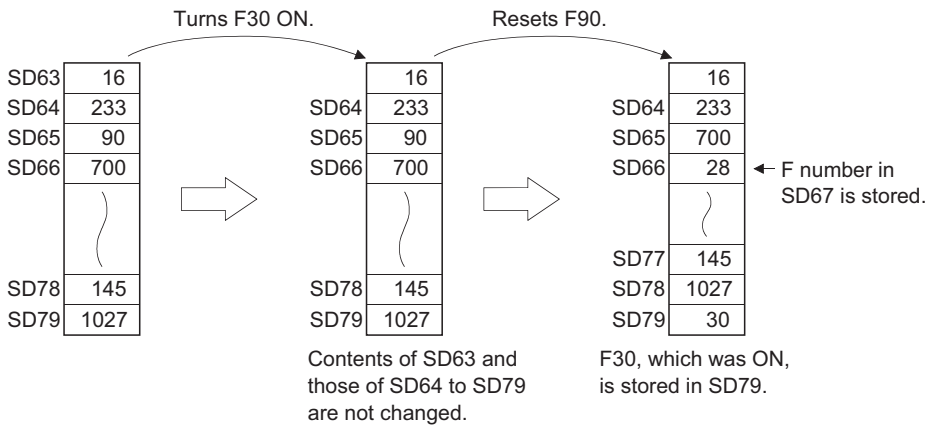 Turns F30 ON. Resets F90.
SD63 16 16 16
SD64 233 SD64 233 SD64 233
SD65 90 SD65 90 SD65 700
SD66 700 SD66 700 SD66 28 F number in
SD67 is stored.
SD77 145
SD78 145 SD78 145 SD78 1027
SD79 1027 SD79 1027 SD79 30
Contents of SD63 and F30, which was ON,
those of SD64 to SD79 is stored in SD79.
are not changed.